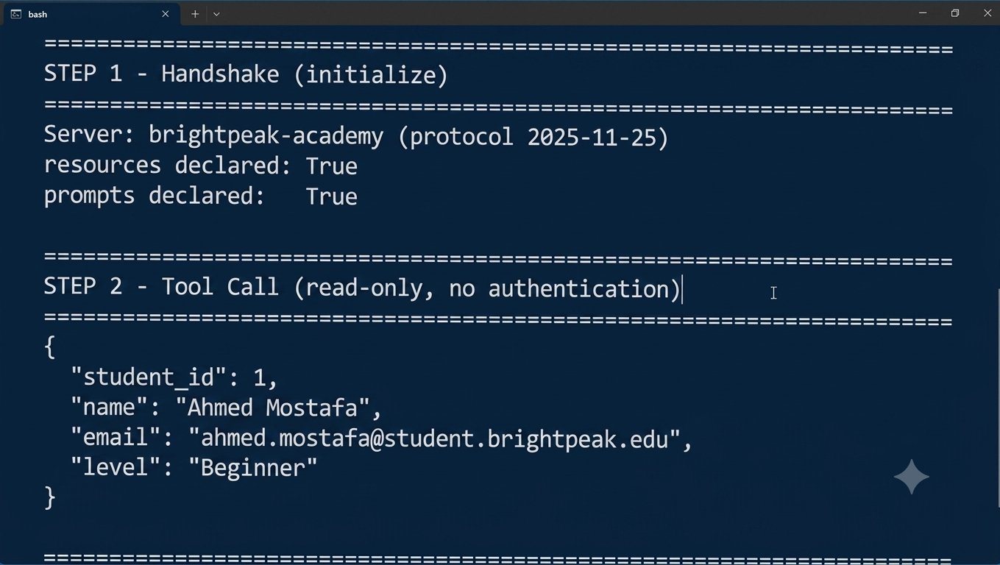 bash
=====================================================================
STEP 1 - Handshake (initialize)
=====================================================================
Server: brightpeak-academy (protocol 2025-11-25)
resources declared: True
prompts declared:   True
=====================================================================
STEP 2 - Tool Call (read-only, no authentication)
=====================================================================
{
  "student_id": 1,
  "name": "Ahmed Mostafa",
  "email": "ahmed.mostafa@student.brightpeak.edu",
  "level": "Beginner"
}
=====================================================================